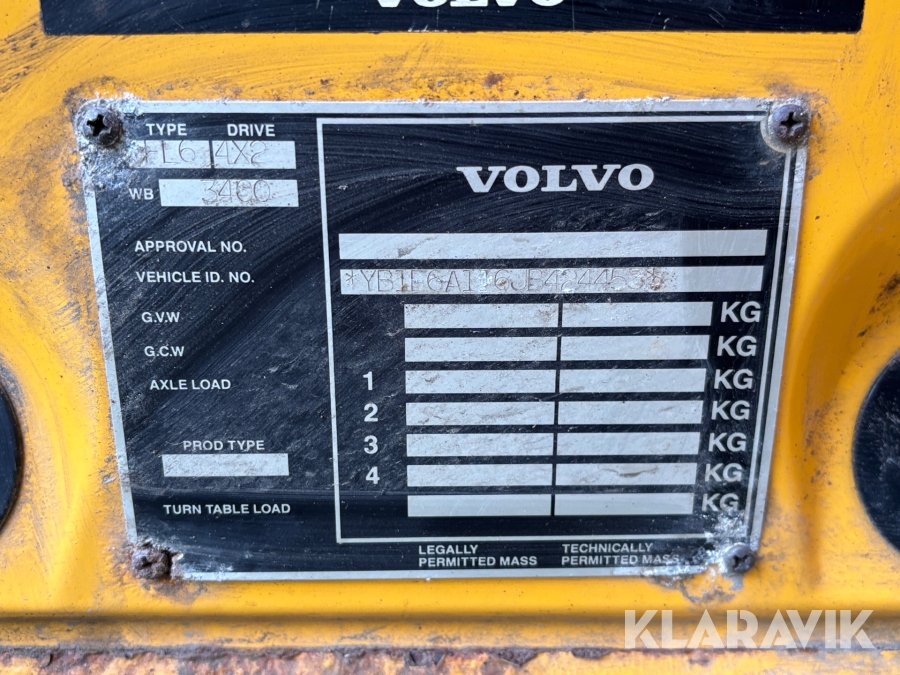 VOLVO
TYPE DRIVE
FL6 4X2
WB
APPROVAL NO.
VOLVO
VEHICLE ID. NO.
G.V.W KG
G.C.W KG
AXLE LOAD 1 KG
2 KG
PROD TYPE 3 KG
4 KG
TURN TABLE LOAD KG
LEGALLY PERMITTED MASS
TECHNICALLY PERMITTED MASS
KLARAVIK